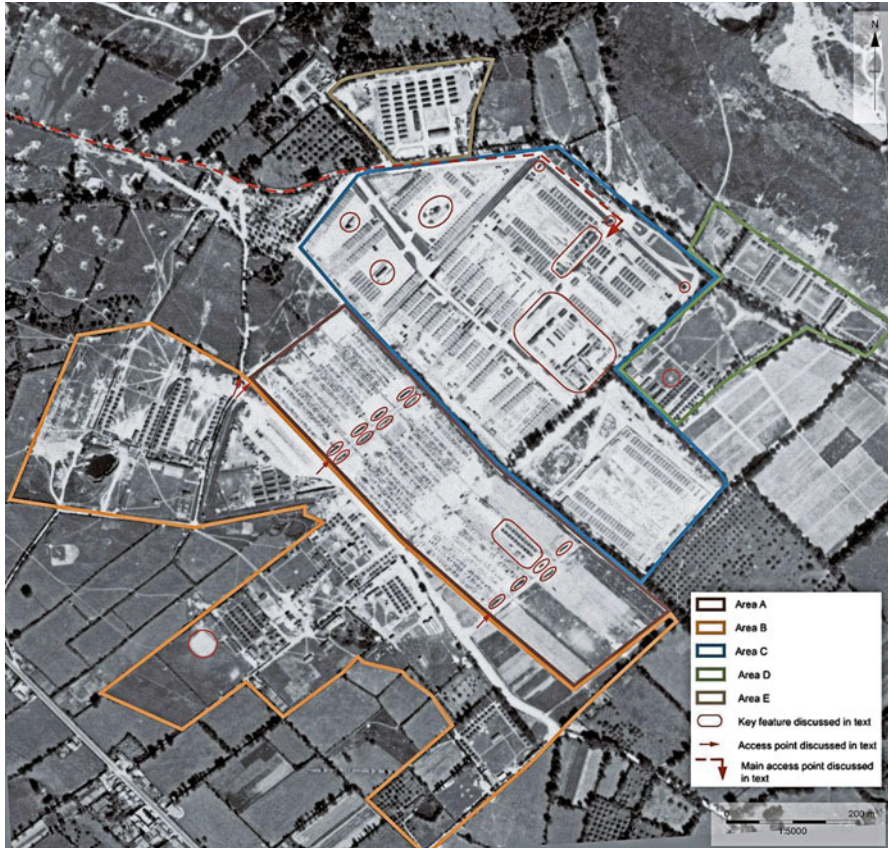 N
Area A
Area B
Area C
Area D
Area E
Key feature discussed in text
Access point discussed in text
Main access point discussed
in text
0 200 m
1:5000